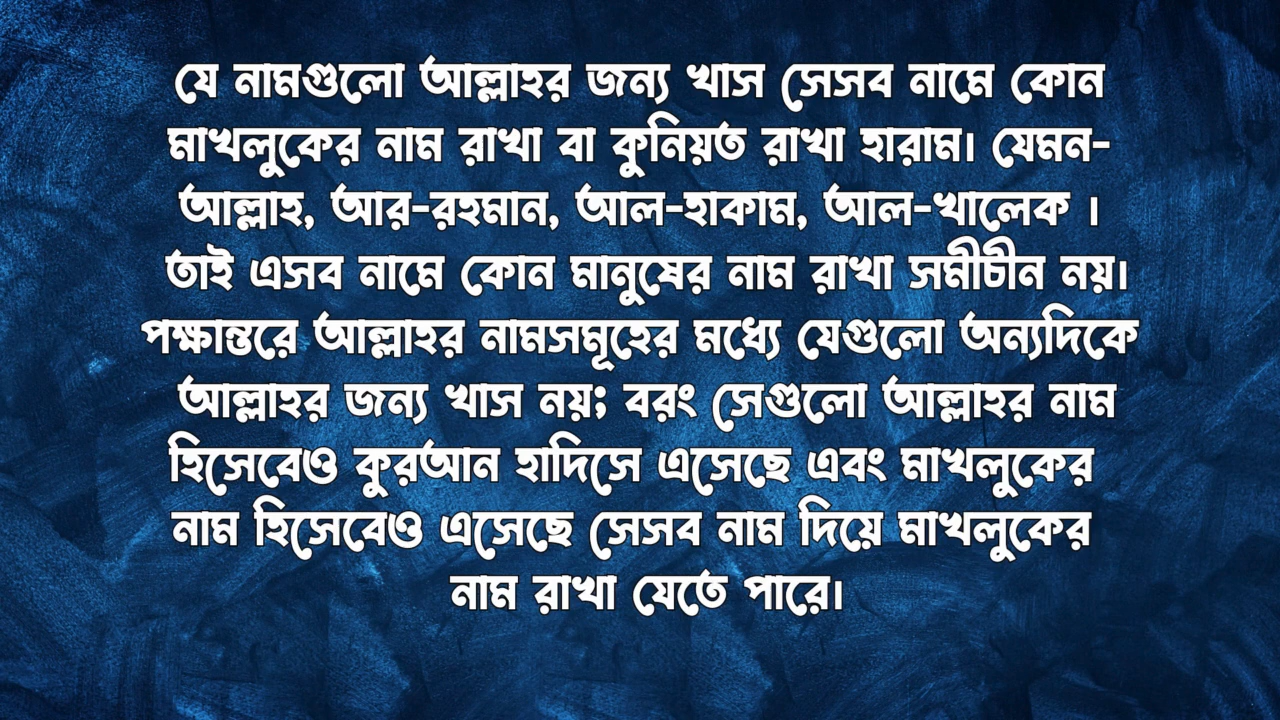 যে নামগুলো আল্লাহর জন্য খাস সেসব নামে কোন
মাখলুকের নাম রাখা বা কুনিয়ত রাখা হারাম। যেমন-
আল্লাহ, আর-রহমান, আল-হাকাম, আল-খালেক ।
তাই এসব নামে কোন মানুষের নাম রাখা সমীচীন নয়।
পক্ষান্তরে আল্লাহর নামসমূহের মধ্যে যেগুলো অন্যদিকে
আল্লাহর জন্য খাস নয়; বরং সেগুলো আল্লাহর নাম
হিসেবেও কুরআন হাদিসে এসেছে এবং মাখলুকের
নাম হিসেবেও এসেছে সেসব নাম দিয়ে মাখলুকের
নাম রাখা যেতে পারে।